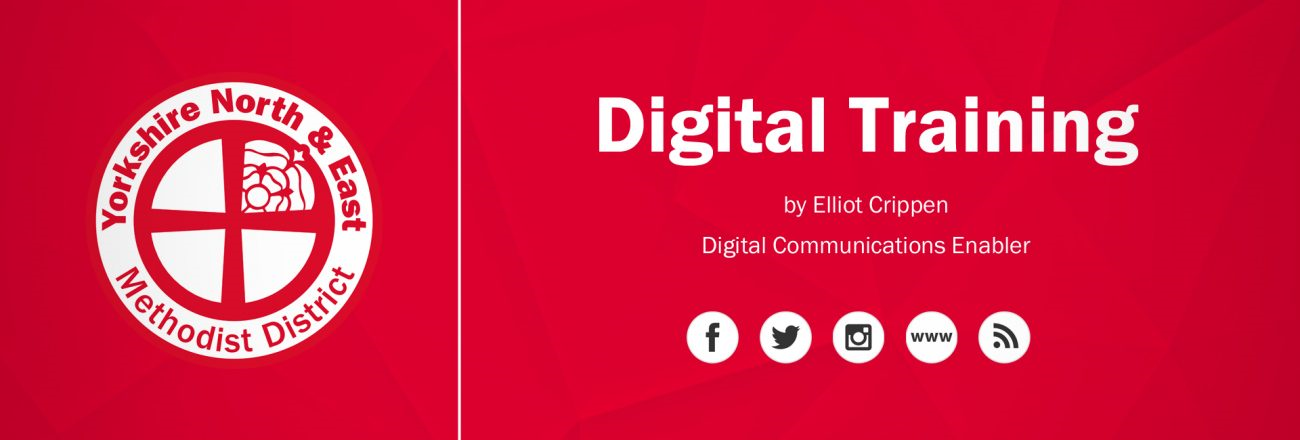 Yorkshire North & East
Methodist District
Digital Training
by Elliot Crippen
Digital Communications Enabler
www